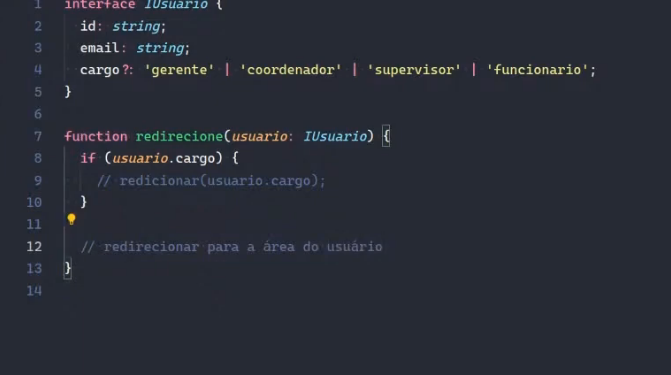 1 interface IUsuario {
2 id: string;
3 email: string;
4 cargo?: 'gerente' | 'coordenador' | 'supervisor' | 'funcionario';
5 }
6
7 function redirecione(usuario: IUsuario) {
8 if (usuario.cargo) {
9 // redicionar(usuario.cargo);
10 }
11
12 // redirecionar para a área do usuário
13 }
14